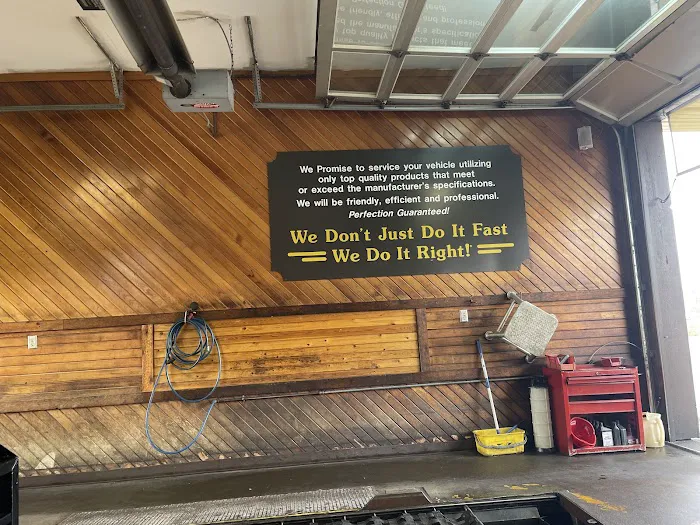 We Promise to service your vehicle utilizing
only top quality products that meet
or exceed the manufacturer's specifications.
We will be friendly, efficient and professional.
Perfection Guaranteed!
We Don't Just Do It Fast
We Do It Right!